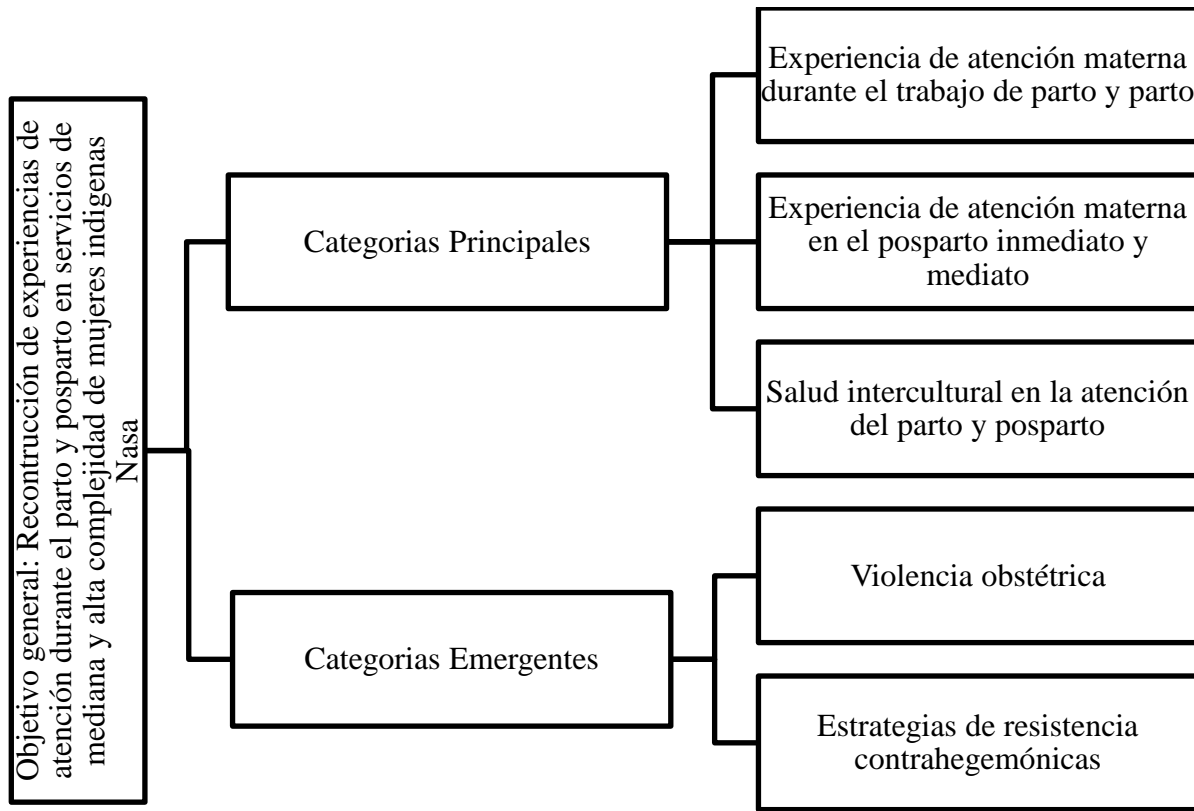 Objetivo general: Recontrucción de experiencias de
atención durante el parto y posparto en servicios de
mediana y alta complejidad de mujeres indigenas
Nasa
Categorias Principales
Experiencia de atención materna
durante el trabajo de parto y parto
Experiencia de atención materna
en el posparto inmediato y
mediato
Salud intercultural en la atención
del parto y posparto
Categorias Emergentes
Violencia obstétrica
Estrategias de resistencia
contrahegemónicas